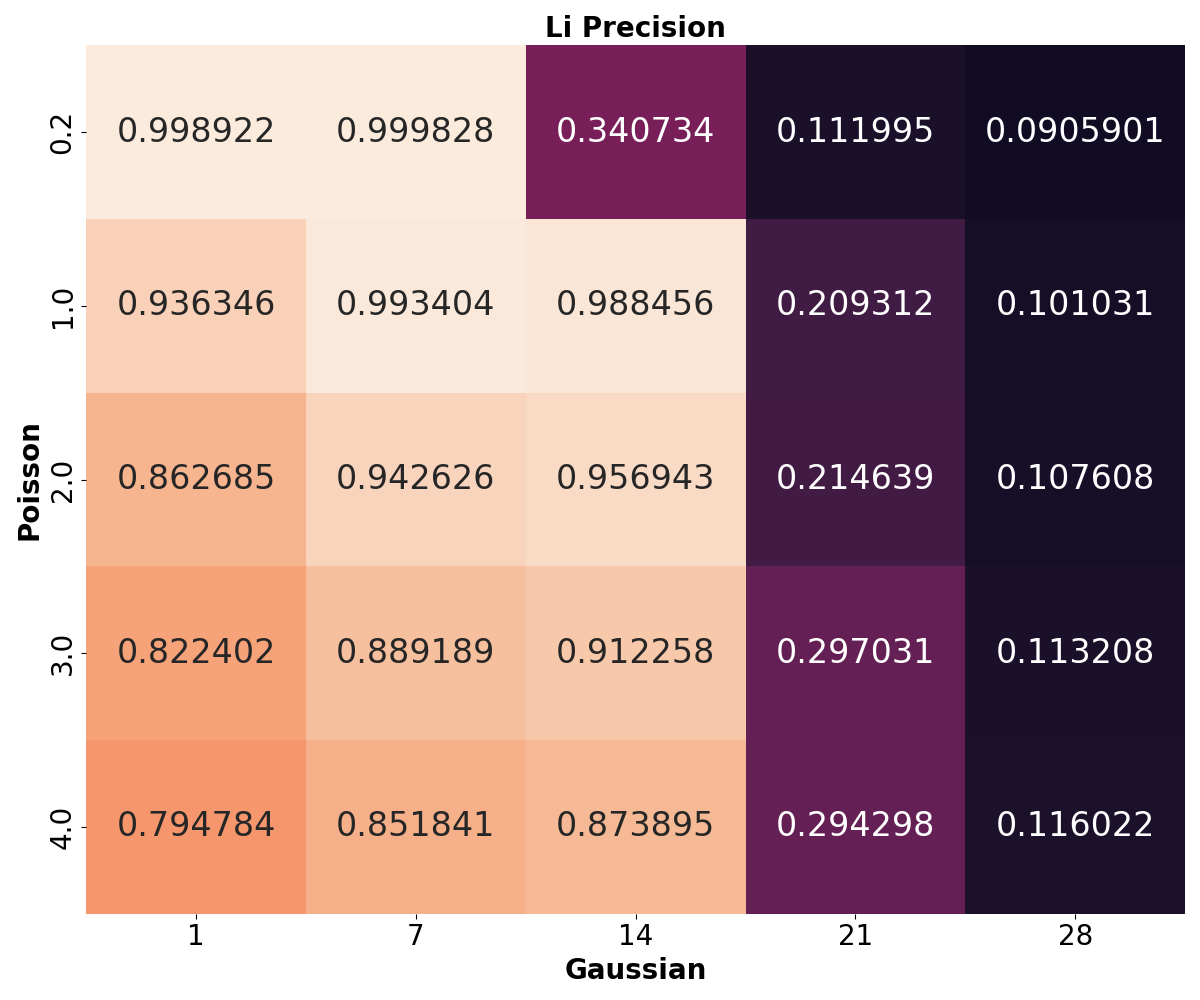 Li Precision
0.2 0.998922 0.999828 0.340734 0.111995 0.0905901
1.0 0.936346 0.993404 0.988456 0.209312 0.101031
2.0 0.862685 0.942626 0.956943 0.214639 0.107608
3.0 0.822402 0.889189 0.912258 0.297031 0.113208
4.0 0.794784 0.851841 0.873895 0.294298 0.116022
Poisson
1 7 14 21 28
Gaussian